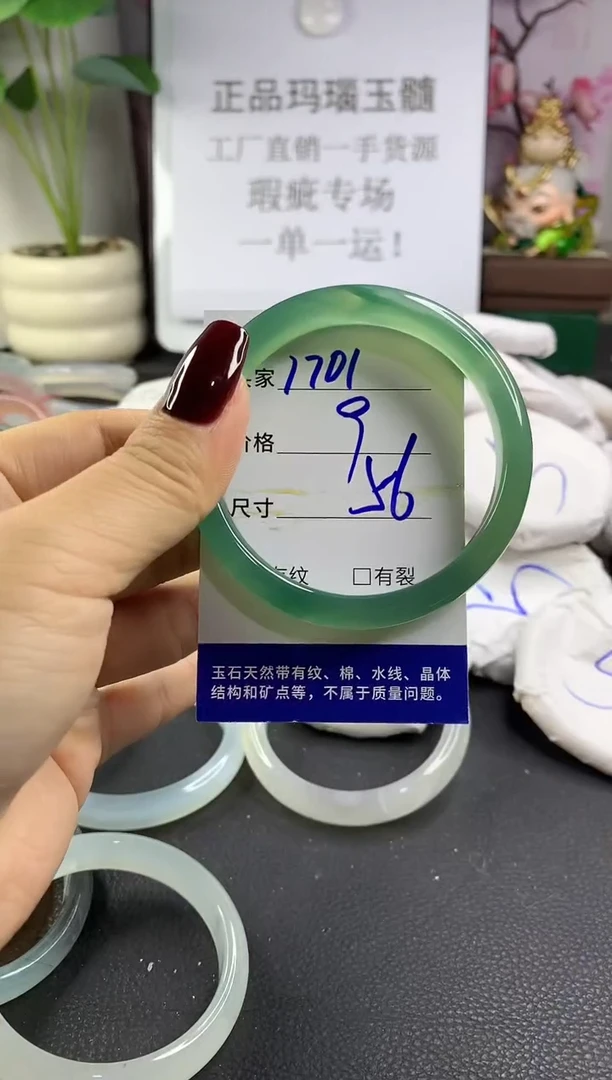 正品玛瑙玉髓
工厂直销一手货源
瑕疵专场
一单一运!
家 1701
价格 9
尺寸 56
有纹 □有裂
玉石天然带有纹、棉、水线、晶体
结构和矿点等，不属于质量问题。